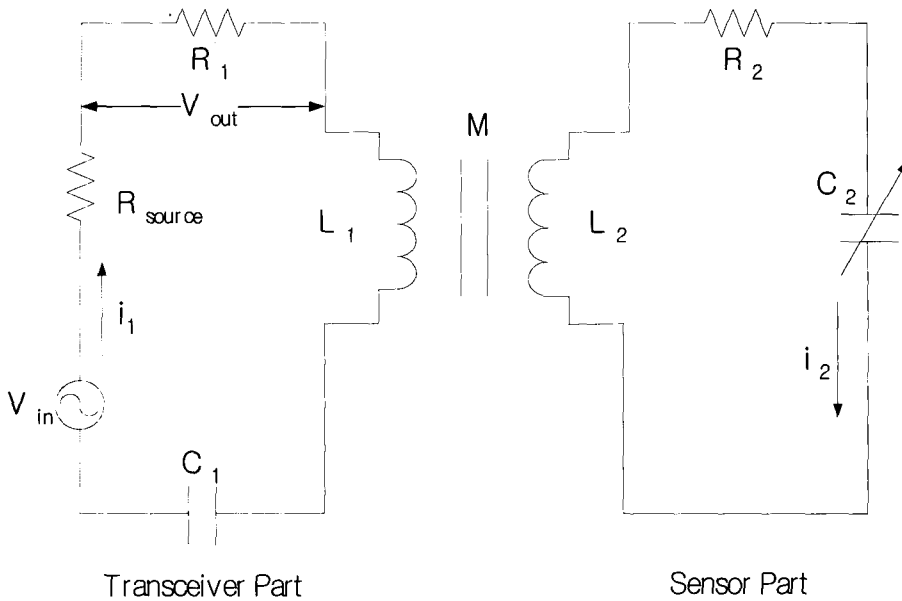 R1
R2
Vout
M
Rsource
C2
L1
L2
i1
i2
Vin
C1
Transceiver Part
Sensor Part